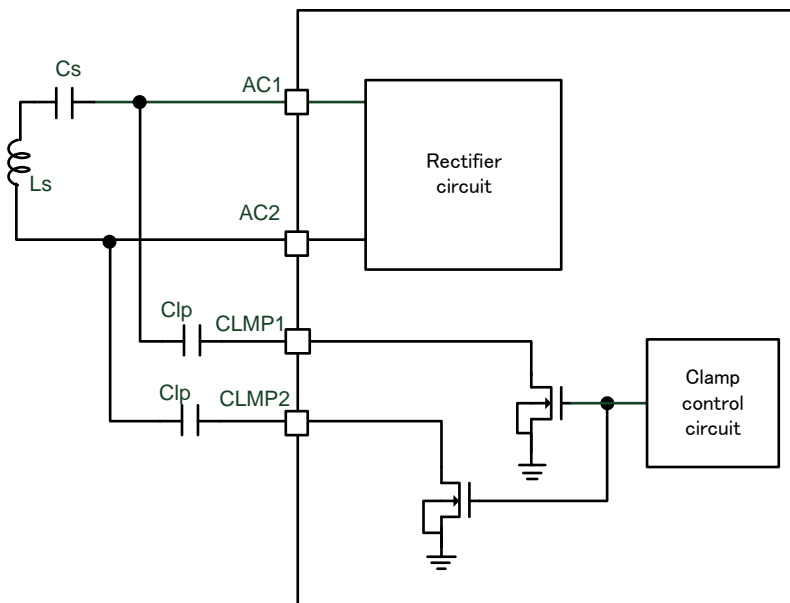 Cs
AC1
Rectifier
circuit
Ls
AC2
Clp
CLMP1
Clp
CLMP2
Clamp
control
circuit